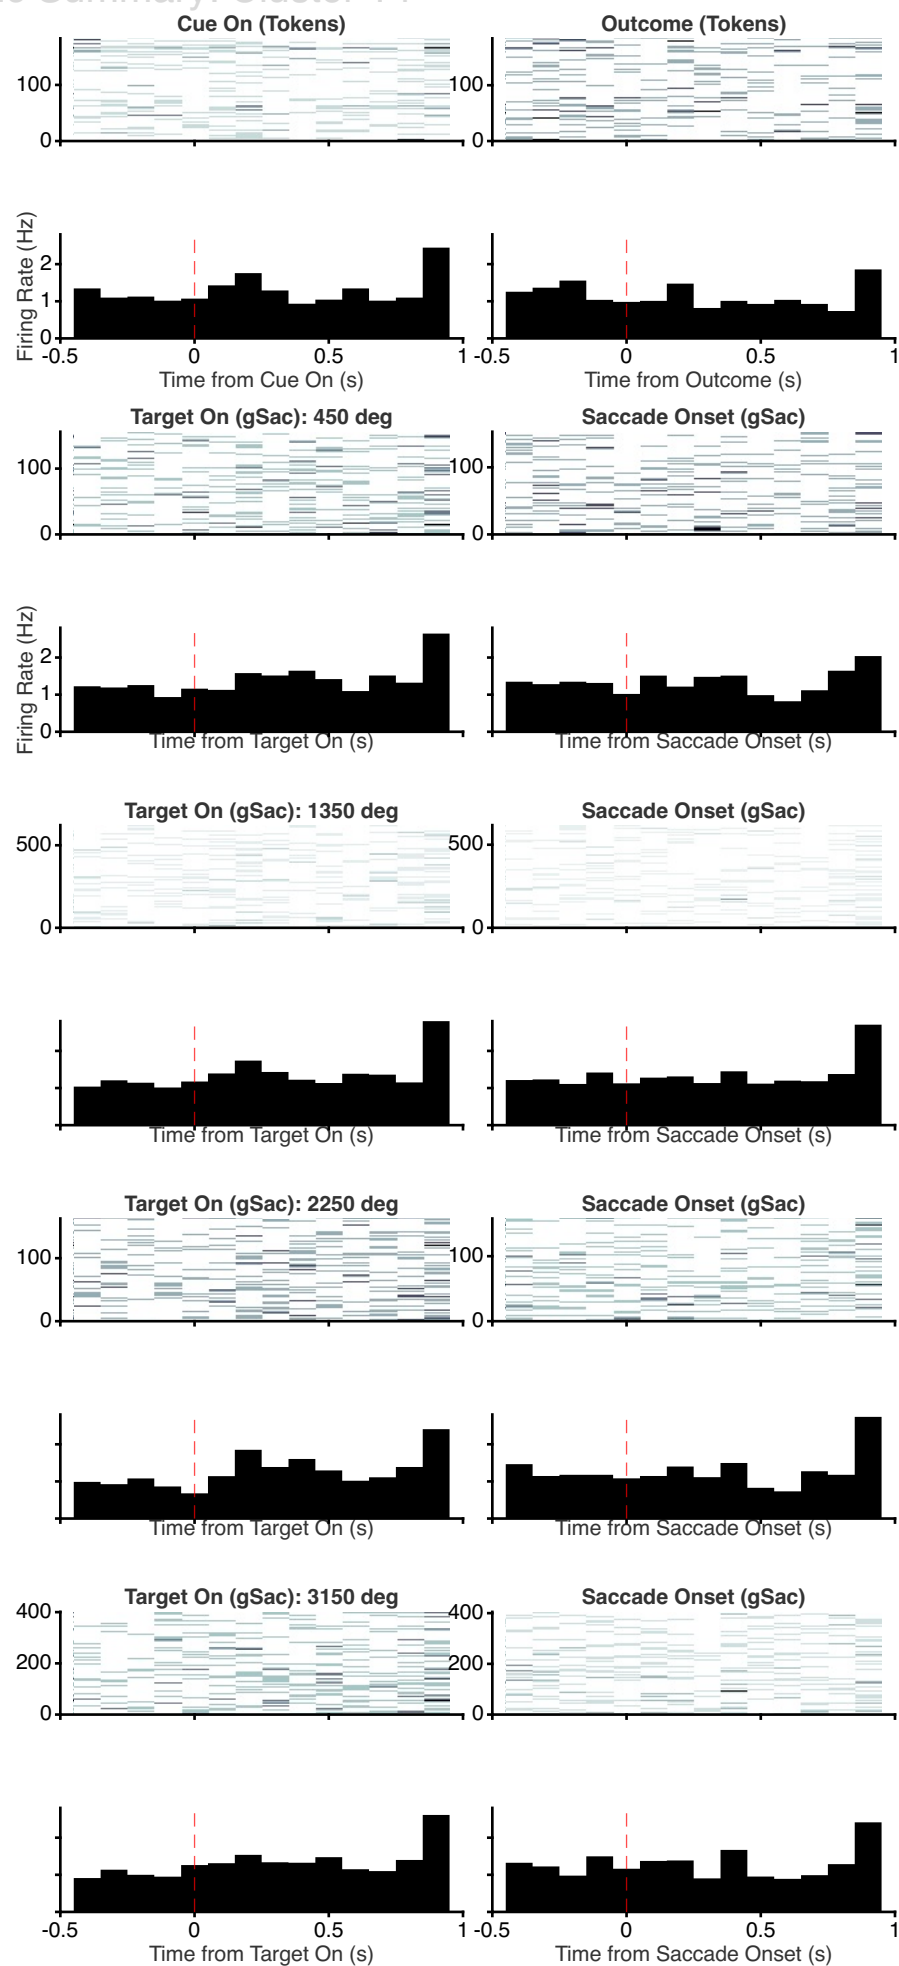 Summary: Cluster
Cue On (Tokens) Outcome (Tokens)
100 100
0 0
Firing Rate (Hz)
2
1
0
-0.5 0 0.5 1 -0.5 0 0.5 1
Time from Cue On (s) Time from Outcome (s)
Target On (gSac): 450 deg Saccade Onset (gSac)
100 100
0 0
Firing Rate (Hz)
2
1
0
Time from Target On (s) Time from Saccade Onset (s)
Target On (gSac): 1350 deg Saccade Onset (gSac)
500 500
0 0
Time from Target On (s) Time from Saccade Onset (s)
Target On (gSac): 2250 deg Saccade Onset (gSac)
100 100
0 0
Time from Target On (s) Time from Saccade Onset (s)
Target On (gSac): 3150 deg Saccade Onset (gSac)
400 400
200 200
0 0
-0.5 0 0.5 1 -0.5 0 0.5 1
Time from Target On (s) Time from Saccade Onset (s)